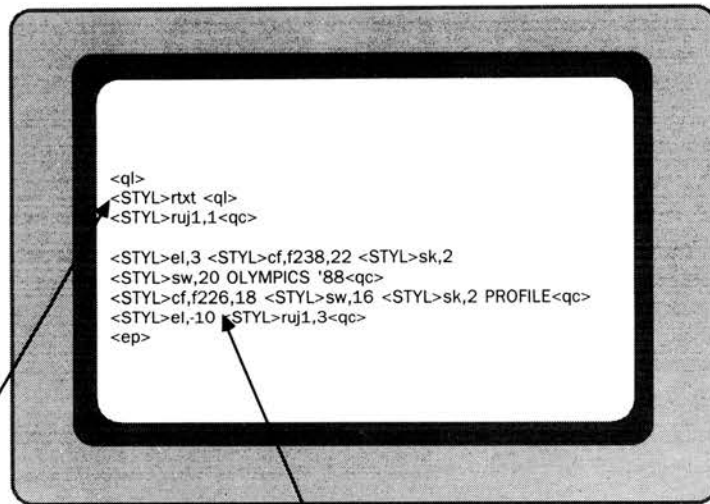 <ql>
<STYL>rtxt <ql>
<STYL>ruj1,1<qc>
<STYL>el,3 <STYL>cf,f238,22 <STYL>sk,2
<STYL>sw,20 OLYMPICS '88<qc>
<STYL>cf,f226,18 <STYL>sw,16 <STYL>sk,2 PROFILE<qc>
<STYL>el,-10 <STYL>ruj1,3<qc>
<ep>